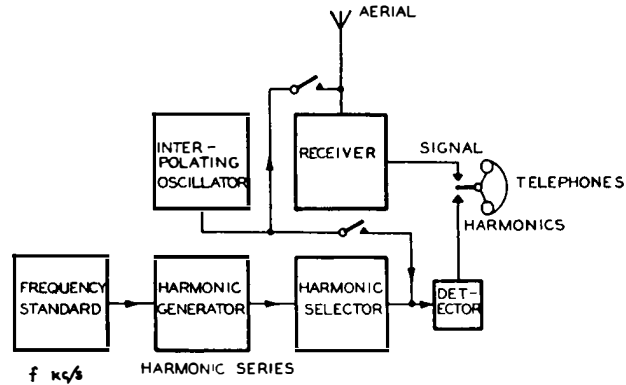 AERIAL
INTER-
POLATING
OSCILLATOR
RECEIVER
SIGNAL
TELEPHONES
HARMONICS
FREQUENCY
STANDARD
HARMONIC
GENERATOR
HARMONIC
SELECTOR
DET-
ECTOR
f kc/s
HARMONIC SERIES